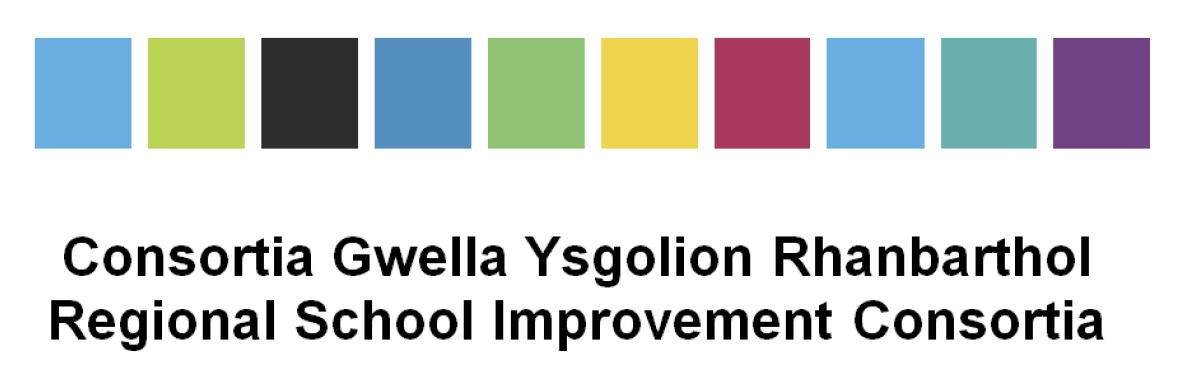 Consortia Gwella Ysgolion Rhanbarthol
Regional School Improvement Consortia